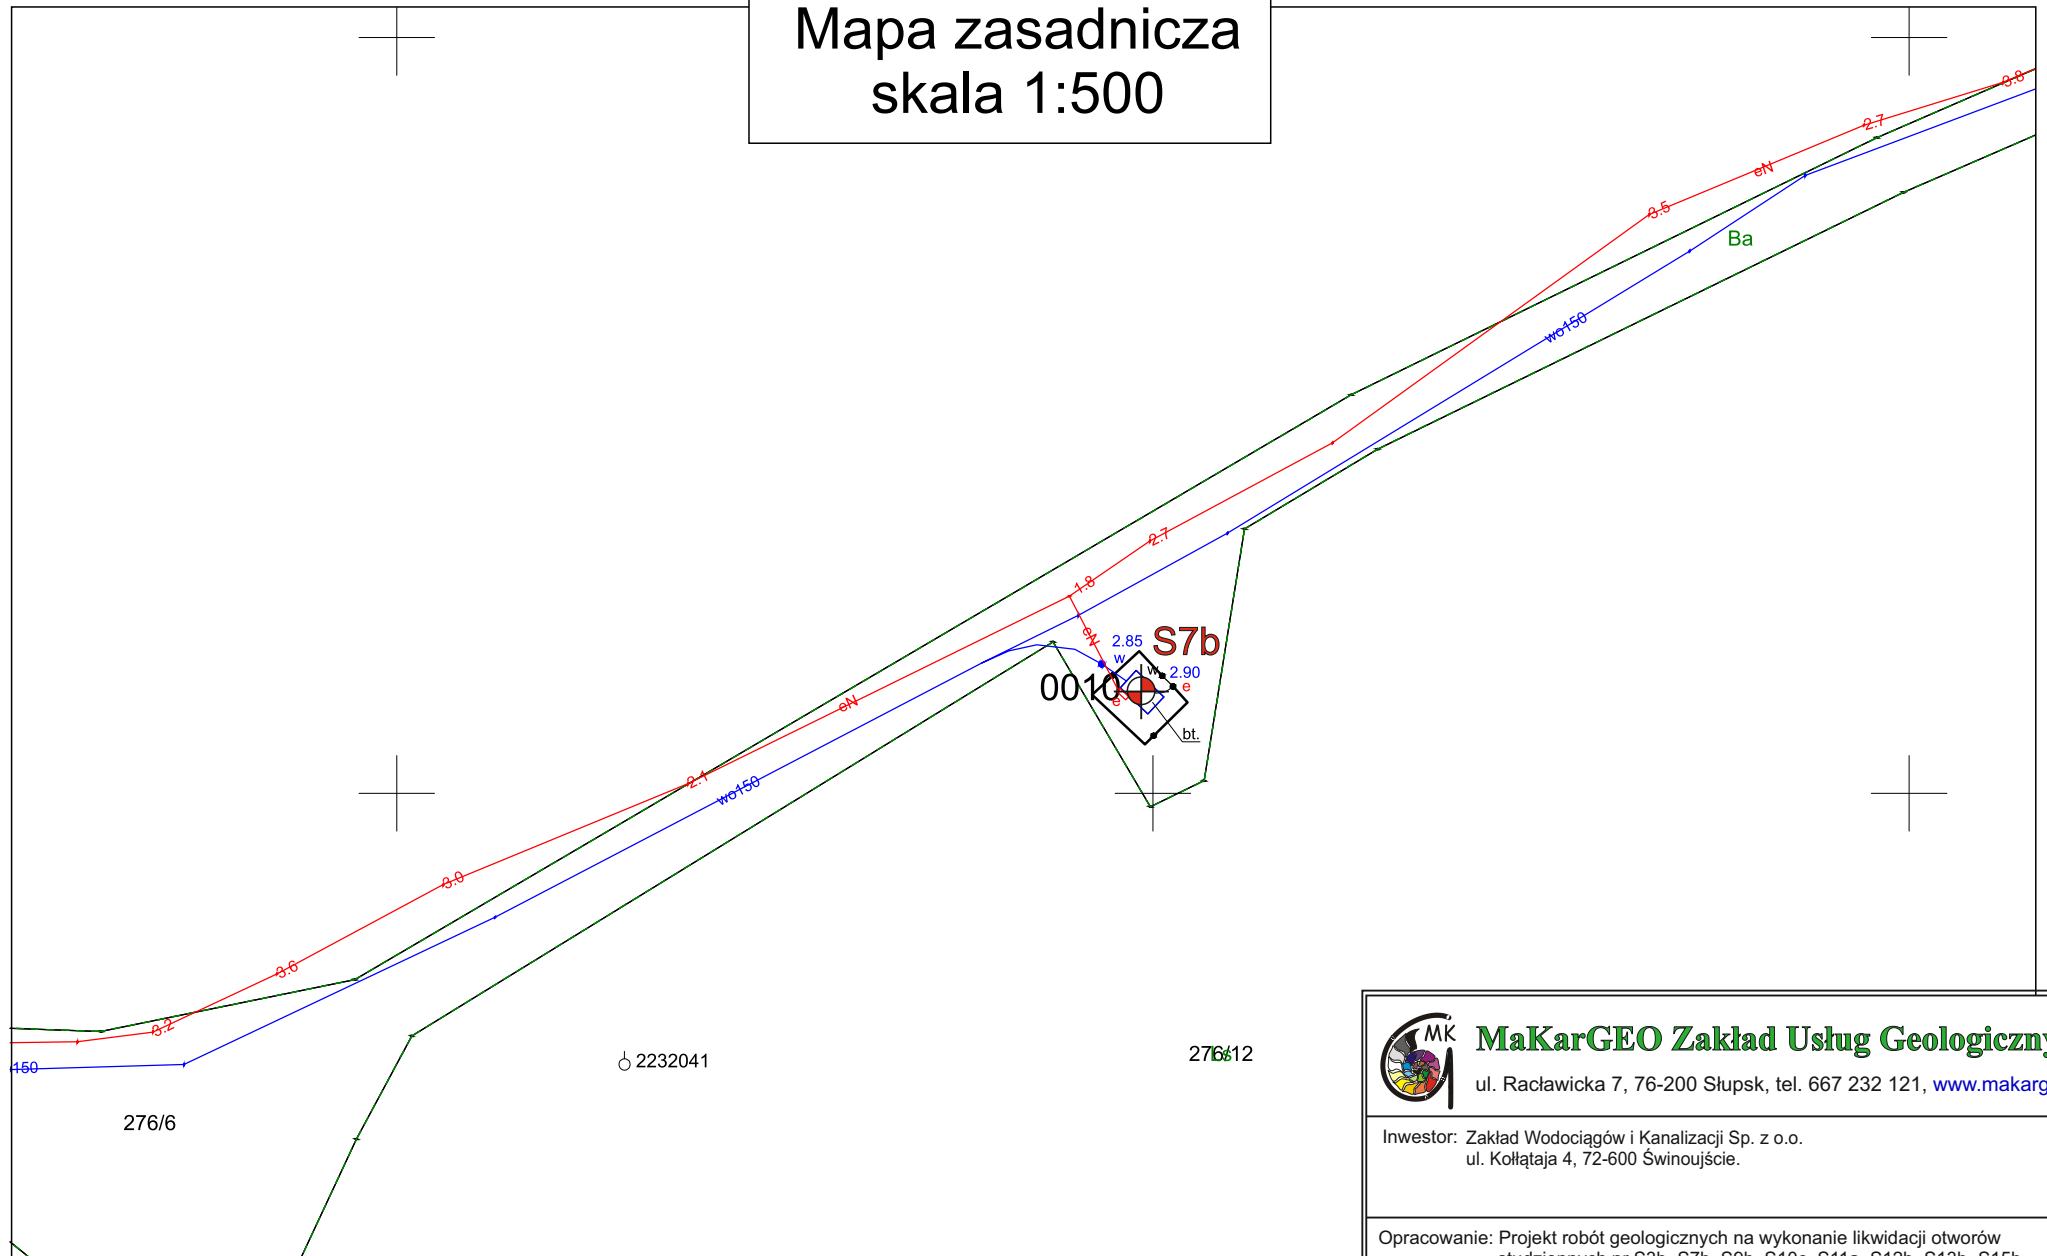 Mapa zasadnicza
skala 1:500
3.8
2.7
eN
3.5
Ba
wo150
2.7
1.8
eN
2.85
S7b
w
w
2.90
0010
e
e
eN
bt.
2.1
wo150
3.0
3.6
3.2
150
2232041
276/12
Ls
276/6
MK
MaKarGEO Zakład Usług Geologiczny
ul. Racławicka 7, 76-200 Słupsk, tel. 667 232 121, www.makarg
Inwestor: Zakład Wodociągów i Kanalizacji Sp. z o.o.
ul. Kołłątaja 4, 72-600 Świnoujście.
Opracowanie: Projekt robót geologicznych na wykonanie likwidacji otworów